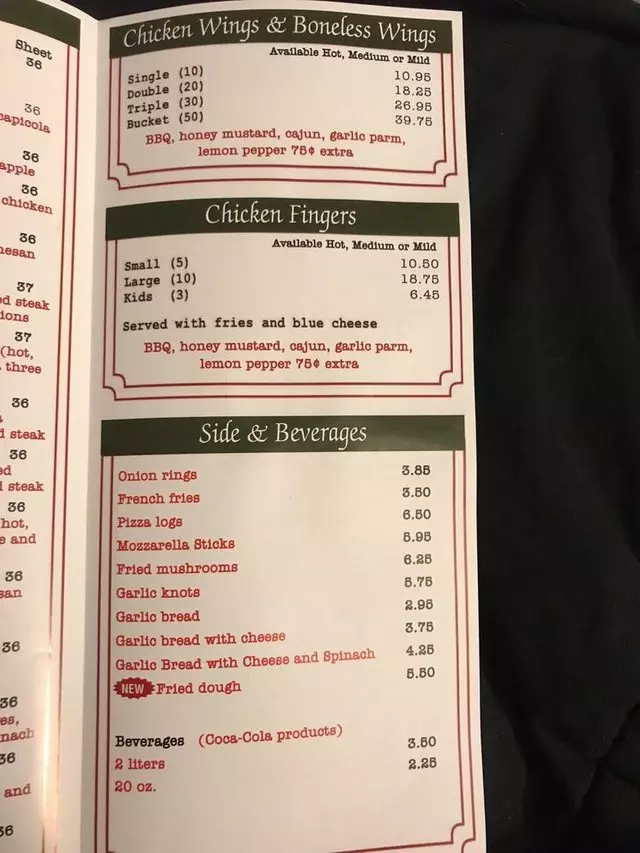 Sheet
36
36
capicola
36
apple
36
chicken
36
37
steak
37
(hot,
three
36
steak
36
steak
36
hot,
and
36
36
36
36
and
36
Chicken Wings & Boneless Wings
Available Hot, Medium or Mild
Single (10) 10.95
Double (20) 18.25
Triple (30) 26.95
Bucket (50) 39.75
BBQ, honey mustard, cajun, garlic parm,
lemon pepper 75¢ extra
Chicken Fingers
Available Hot, Medium or Mild
Small (5) 10.50
Large (10) 18.75
Kids (3) 6.45
Served with fries and blue cheese
BBQ, honey mustard, cajun, garlic parm,
lemon pepper 75¢ extra
Side & Beverages
Onion rings 3.85
French fries 3.50
Pizza logs 6.50
Mozzarella Sticks 5.95
Fried mushrooms 6.25
Garlic knots 5.75
Garlic bread 2.95
Garlic bread with cheese 3.75
Garlic Bread with Cheese and Spinach 4.25
NEW Fried dough 5.50
Beverages (Coca-Cola products)
2 liters 3.50
20 oz. 2.25